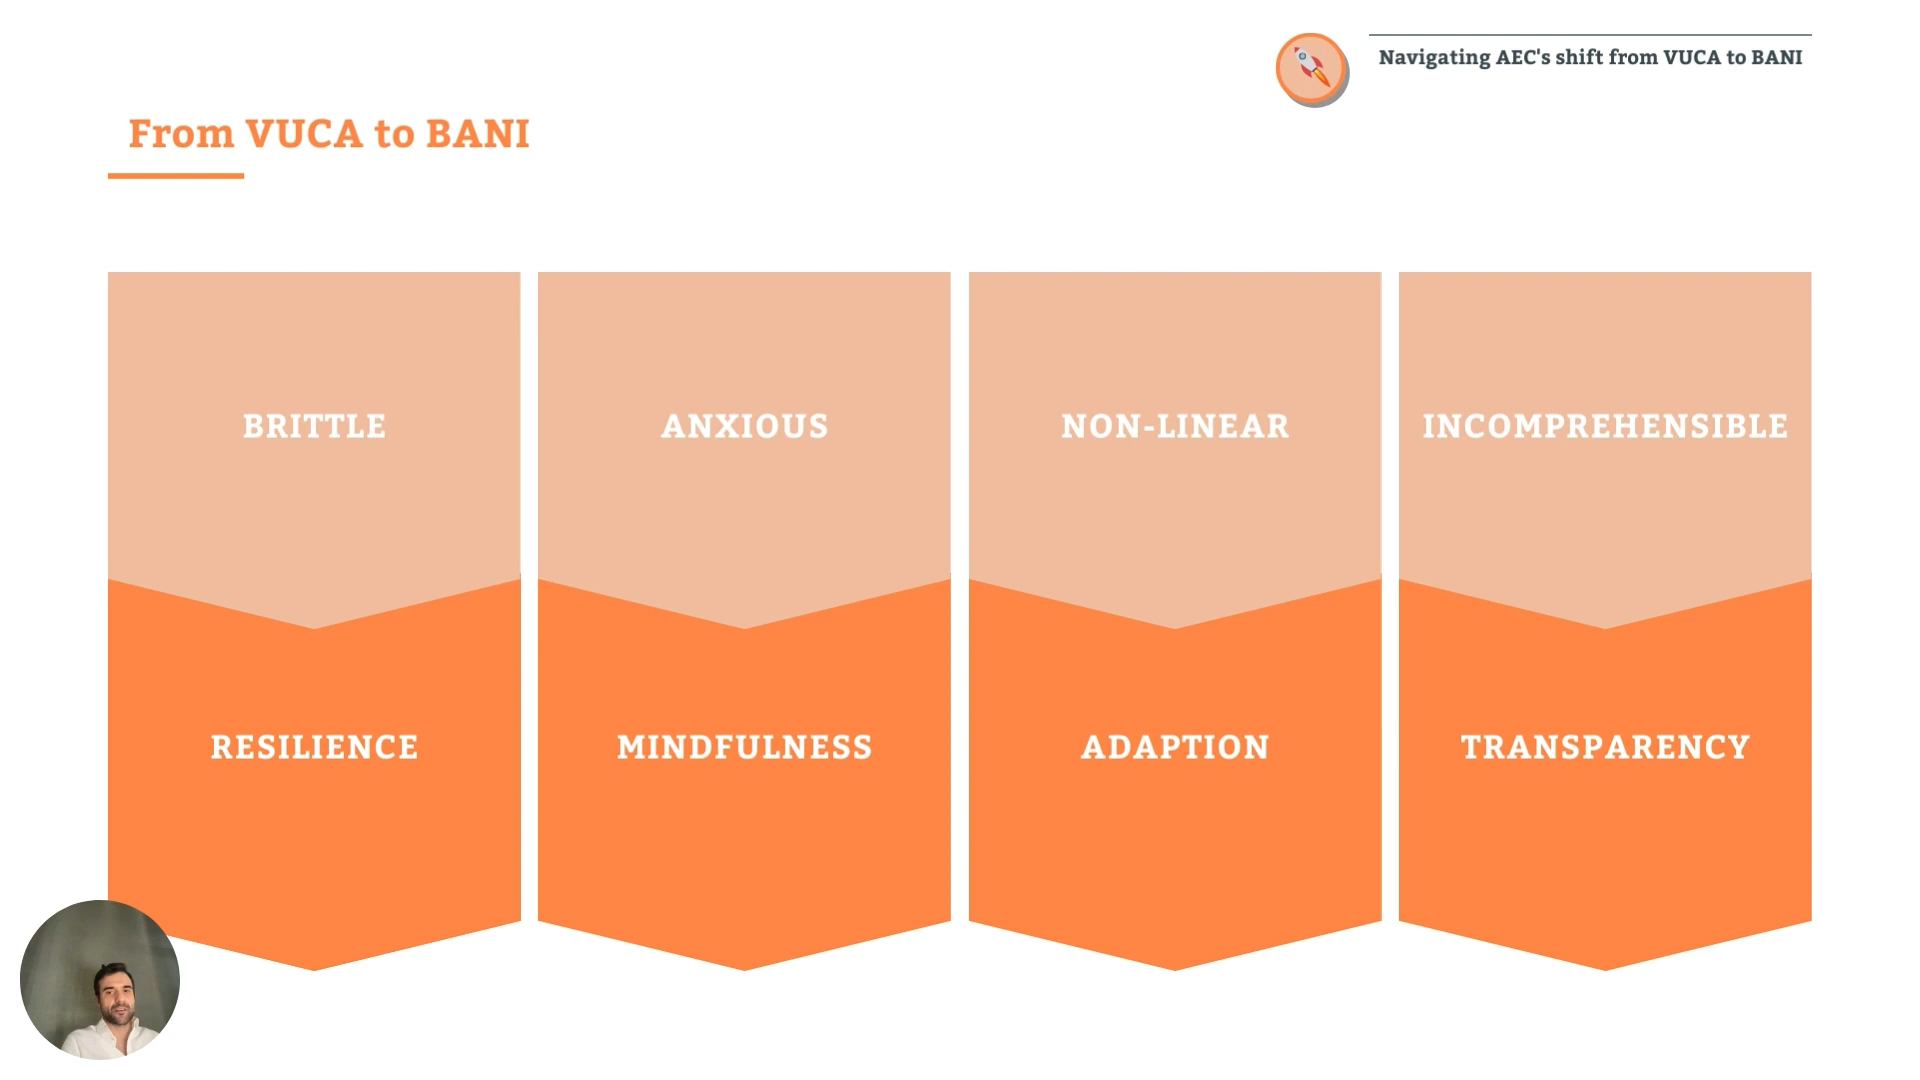 Navigating AEC's shift from VUCA to BANI
From VUCA to BANI
BRITTLE
ANXIOUS
NON-LINEAR
INCOMPREHENSIBLE
RESILIENCE
MINDFULNESS
ADAPTION
TRANSPARENCY